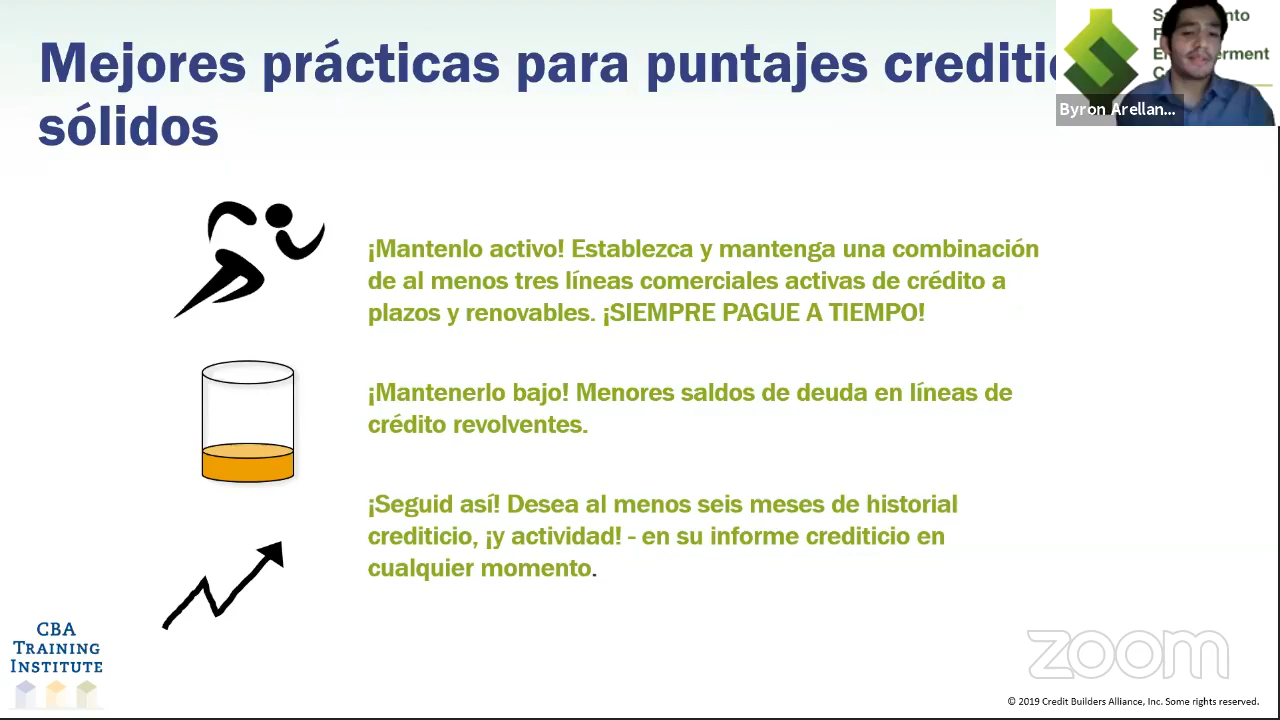 Mejores prácticas para puntajes creditic
sólidos
Byron Arellan...
¡Mantenlo activo! Establezca y mantenga una combinación
de al menos tres líneas comerciales activas de crédito a
plazos y renovables. ¡SIEMPRE PAGUE A TIEMPO!
¡Mantenerlo bajo! Menores saldos de deuda en líneas de
crédito revolventes.
¡Seguid así! Desea al menos seis meses de historial
crediticio, ¡y actividad! - en su informe crediticio en
cualquier momento.
CBA
TRAINING
INSTITUTE
zoom
© 2019 Credit Builders Alliance, Inc. Some rights reserved.